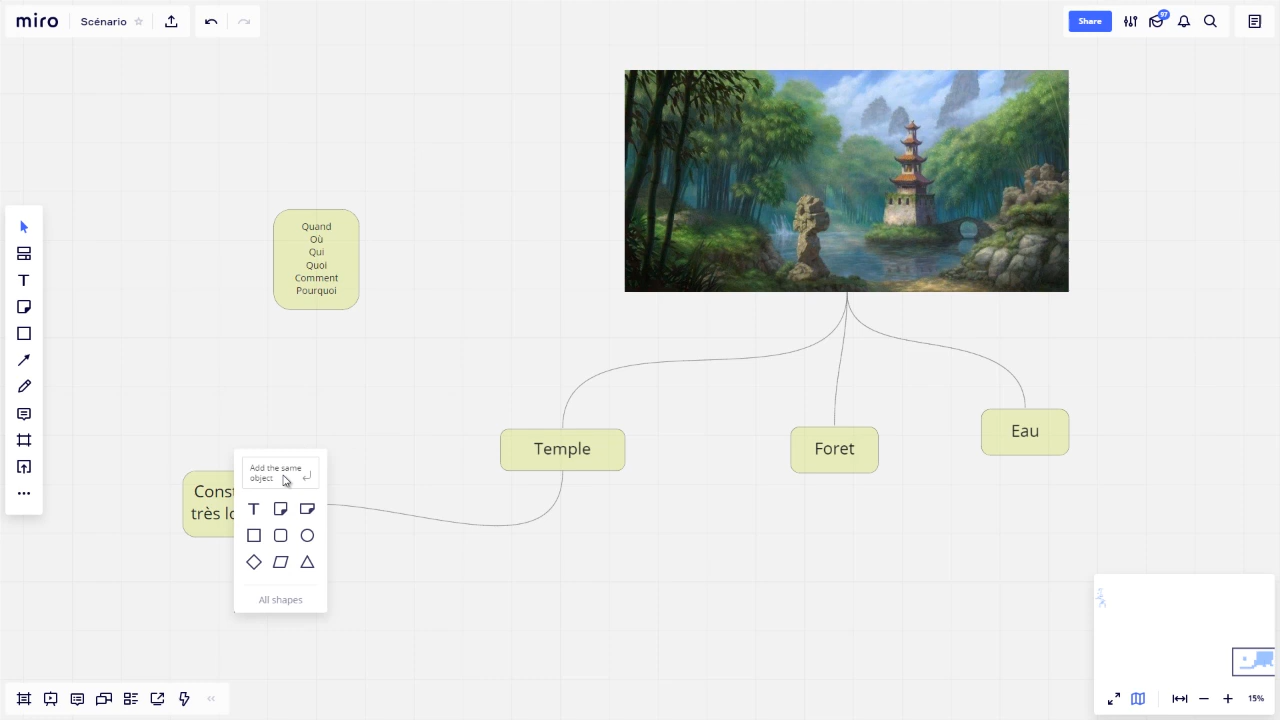 miro
Scénario
Share
97
Quand
Où
Qui
Quoi
Comment
Pourquoi
Temple
Foret
Eau
Add the same
object
Const
très lo
All shapes
15%